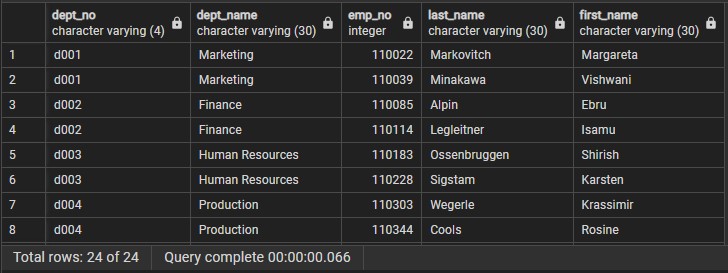 dept_no dept_name emp_no last_name first_name
character varying (4) character varying (30) integer character varying (30) character varying (30)
1 d001 Marketing 110022 Markovitch Margareta
2 d001 Marketing 110039 Minakawa Vishwani
3 d002 Finance 110085 Alpin Ebru
4 d002 Finance 110114 Legleitner Isamu
5 d003 Human Resources 110183 Ossenbruggen Shirish
6 d003 Human Resources 110228 Sigstam Karsten
7 d004 Production 110303 Wegerle Krassimir
8 d004 Production 110344 Cools Rosine
Total rows: 24 of 24 Query complete 00:00:00.066